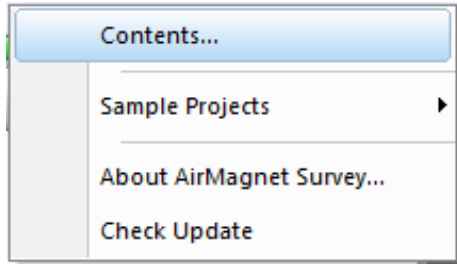 Contents...
Sample Projects
About AirMagnet Survey...
Check Update